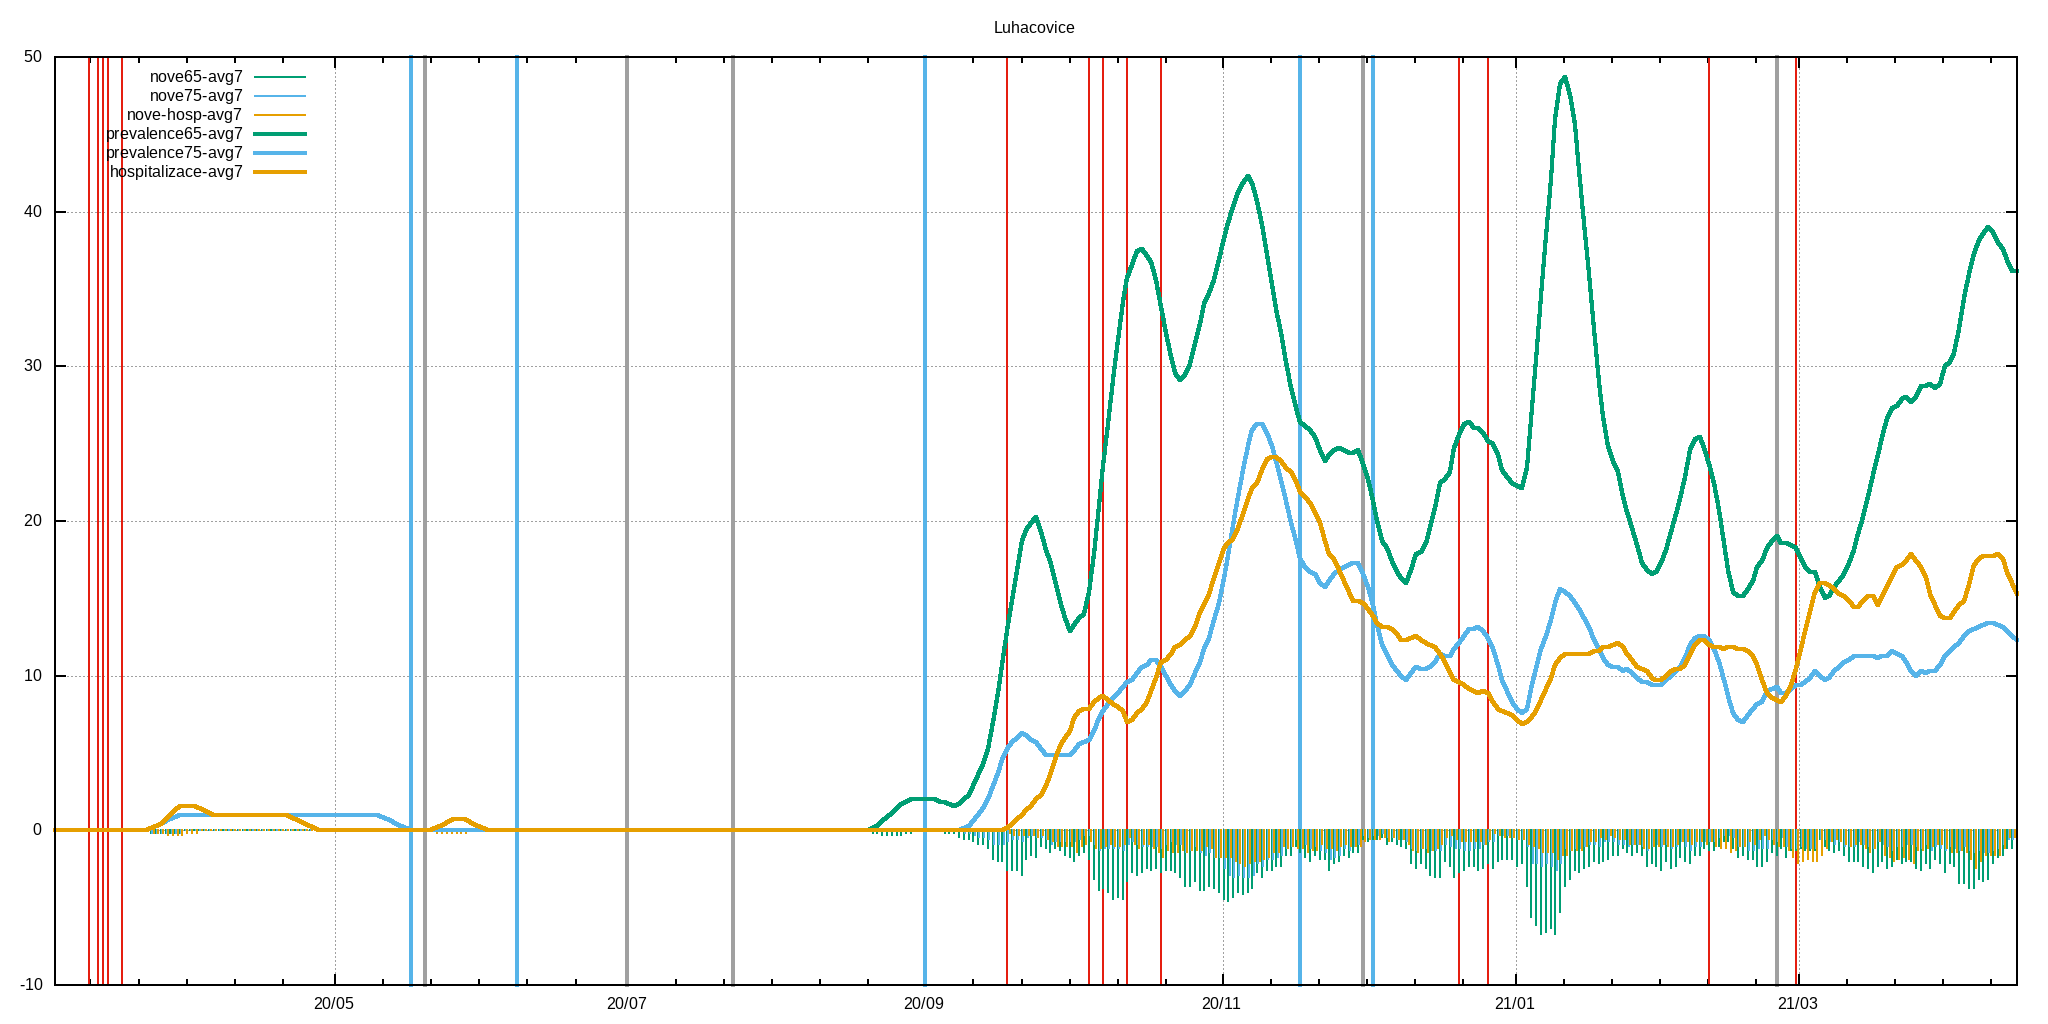 Luhacovice
50
nove65-avg7
nove75-avg7
nove-hosp-avg7
prevalence65-avg7
prevalence75-avg7
hospitalizace-avg7
40
30
20
10
0
-10
20/05 20/07 20/09 20/11 21/01 21/03